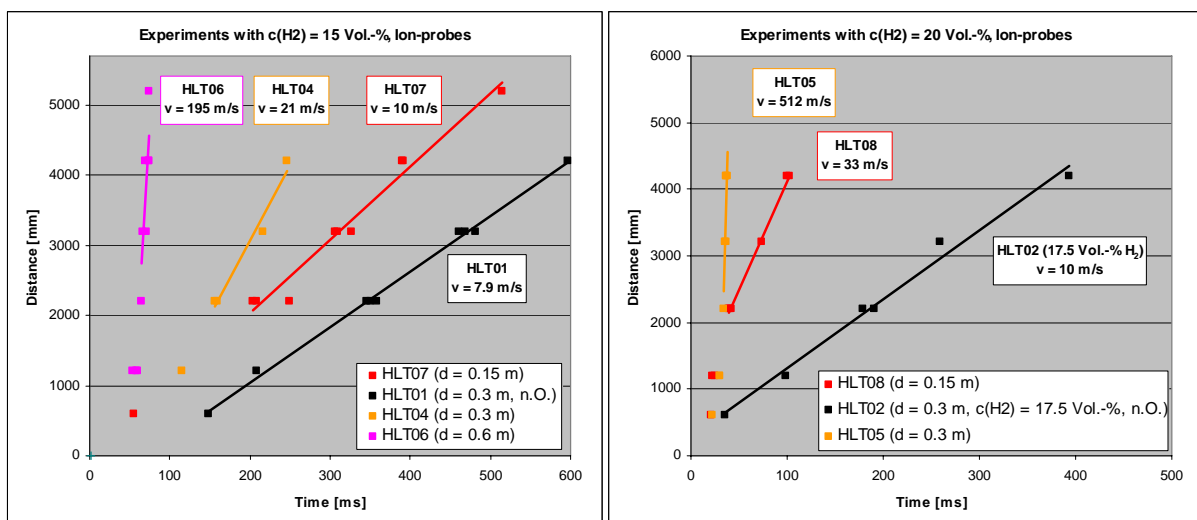 Experiments with c(H2) = 15 Vol.-%, Ion-probes
Distance [mm]
5000
4000
3000
2000
1000
0
HLT06
v = 195 m/s
HLT04
v = 21 m/s
HLT07
v = 10 m/s
HLT01
v = 7.9 m/s
HLT07 (d = 0.15 m)
HLT01 (d = 0.3 m, n.O.)
HLT04 (d = 0.3 m)
HLT06 (d = 0.6 m)
0 100 200 300 400 500 600
Time [ms]
Experiments with c(H2) = 20 Vol.-%, Ion-probes
Distance [mm]
6000
5000
4000
3000
2000
1000
0
HLT05
v = 512 m/s
HLT08
v = 33 m/s
HLT02 (17.5 Vol.-% H₂)
v = 10 m/s
HLT08 (d = 0.15 m)
HLT02 (d = 0.3 m, c(H2) = 17.5 Vol.-%, n.O.)
HLT05 (d = 0.3 m)
0 100 200 300 400 500
Time [ms]